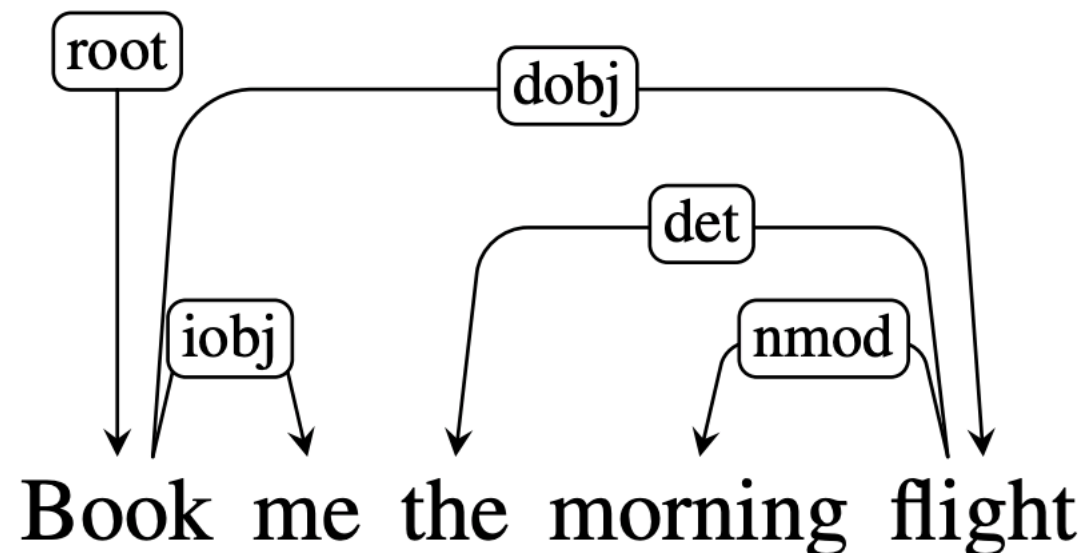 root
dobj
det
iobj
nmod
Book me the morning flight